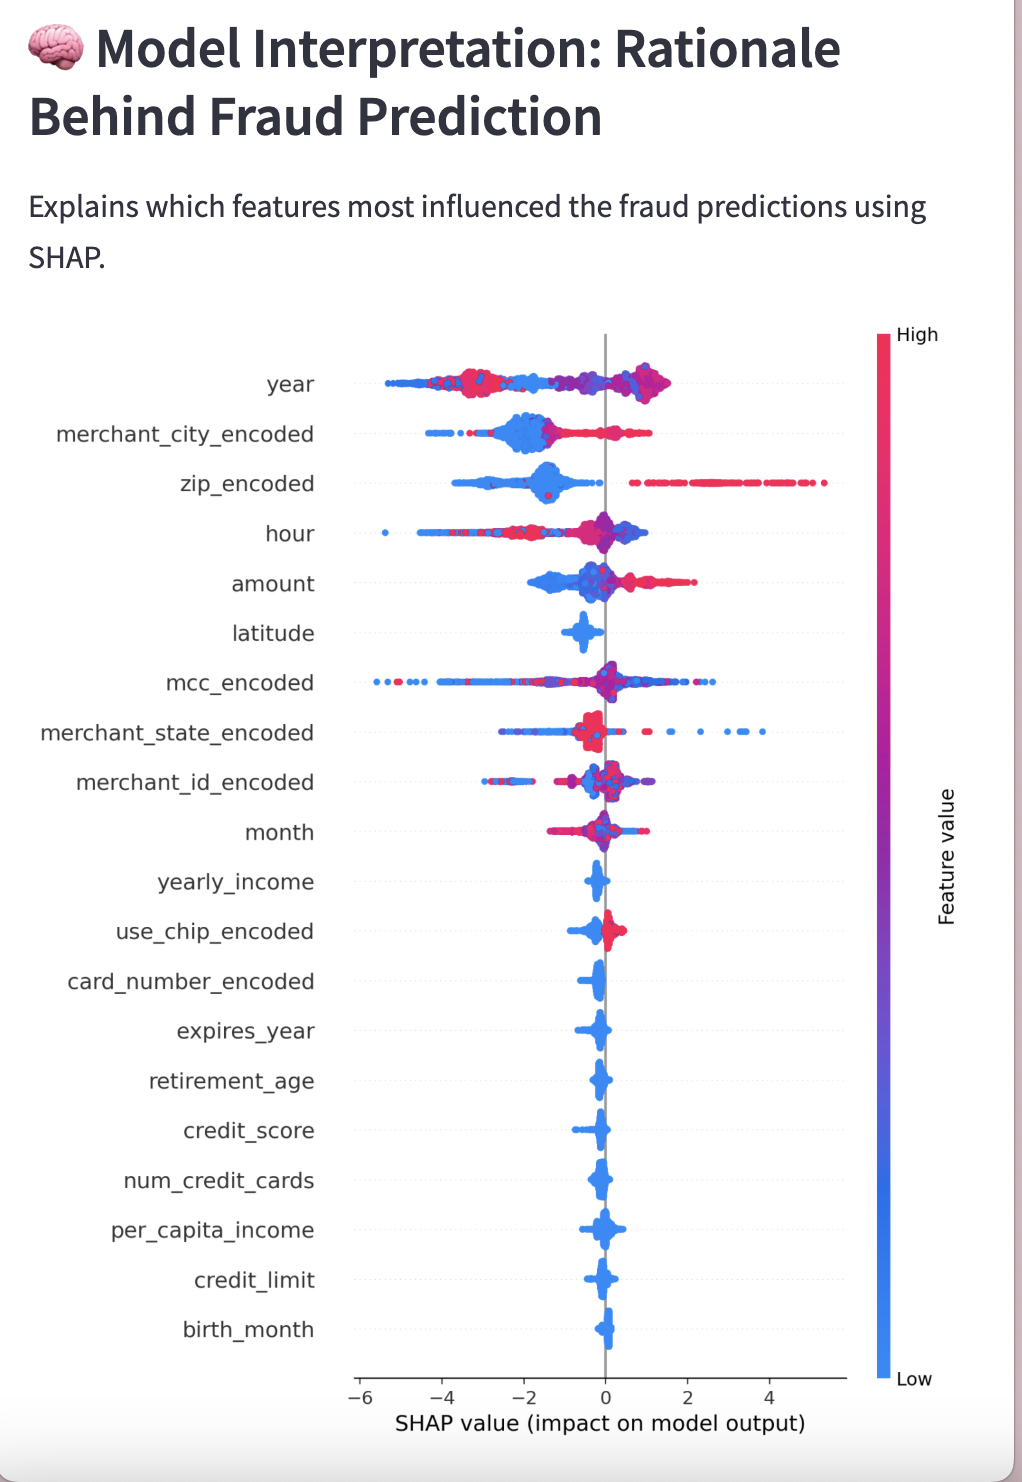 🧠 Model Interpretation: Rationale
Behind Fraud Prediction
Explains which features most influenced the fraud predictions using
SHAP.
High
year
merchant_city_encoded
zip_encoded
hour
amount
latitude
mcc_encoded
merchant_state_encoded
merchant_id_encoded
month
yearly_income
use_chip_encoded
card_number_encoded
expires_year
retirement_age
credit_score
num_credit_cards
per_capita_income
credit_limit
birth_month
Feature value
Low
−6 −4 −2 0 2 4
SHAP value (impact on model output)